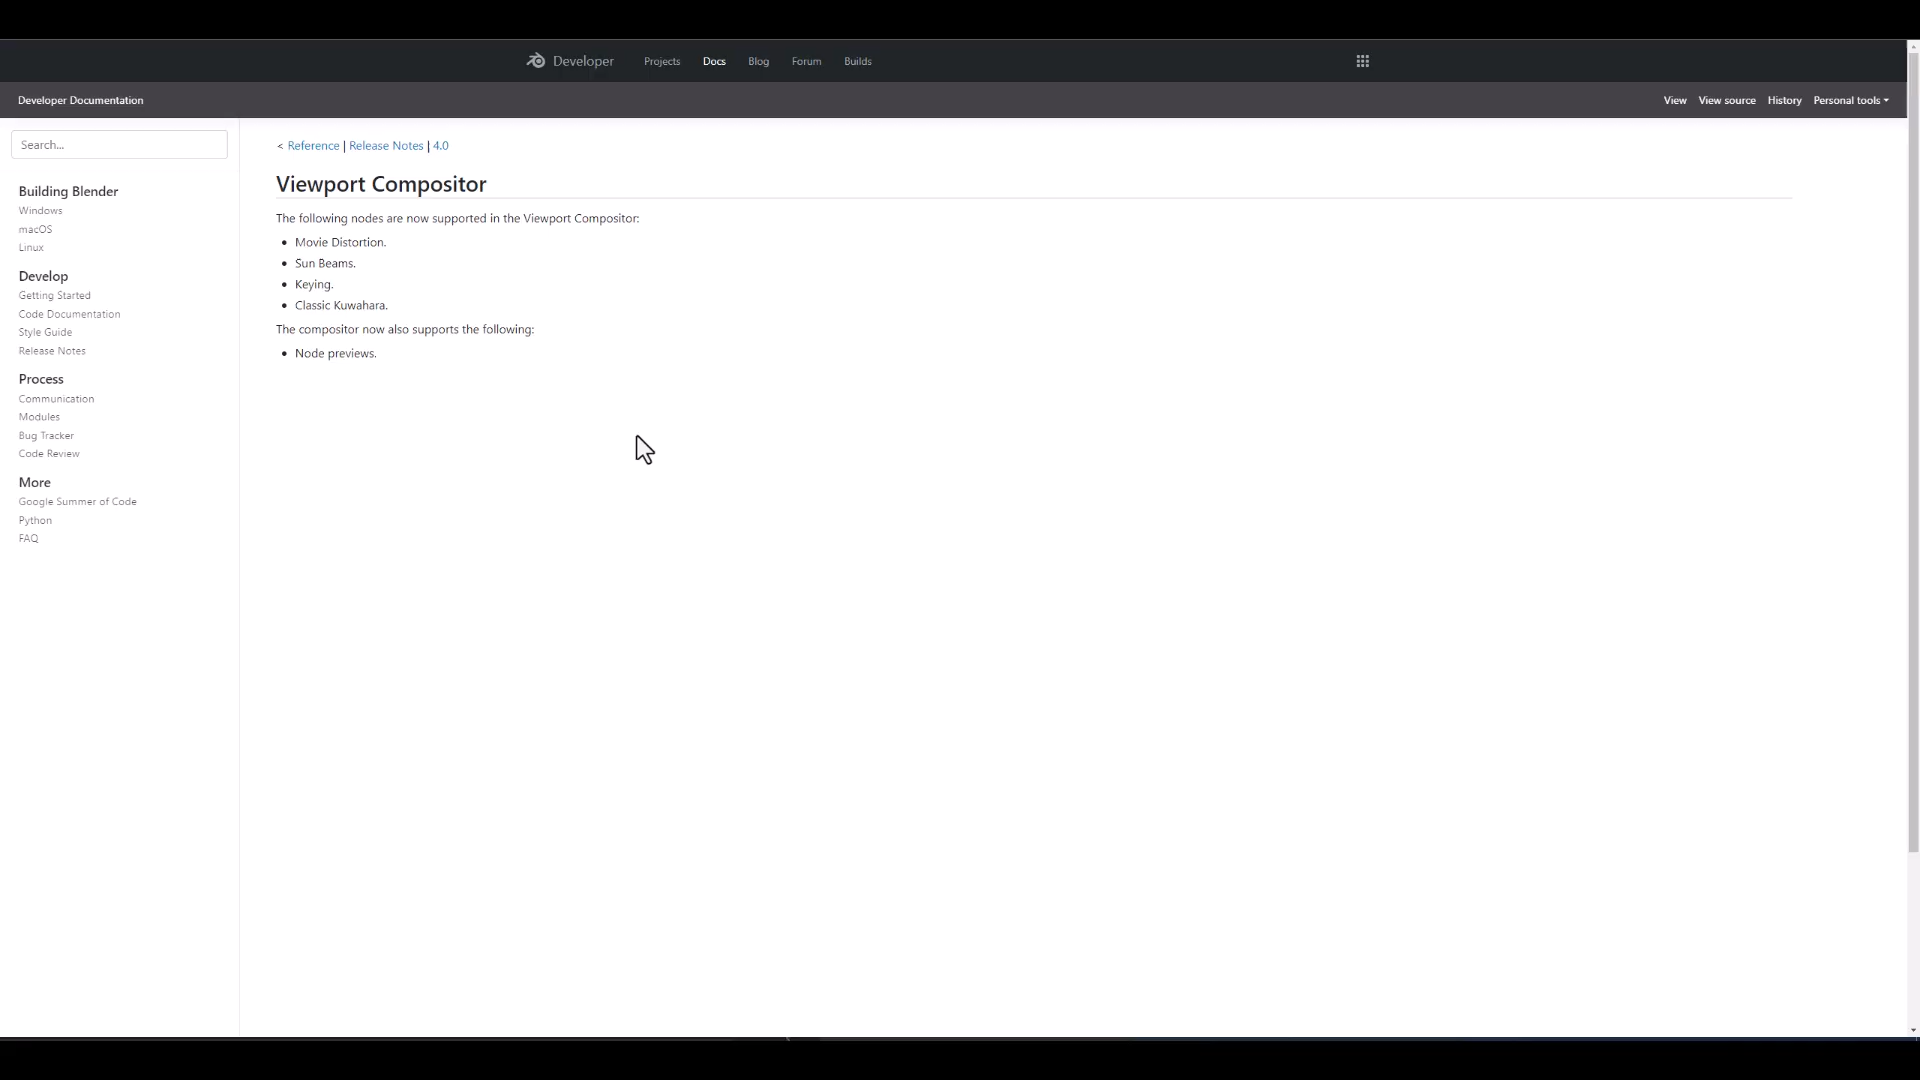 Developer Projects Docs Blog Forum Builds
Developer Documentation View View source History Personal tools
Search...
Building Blender
Windows
macOS
Linux
Develop
Getting Started
Code Documentation
Style Guide
Release Notes
Process
Communication
Modules
Bug Tracker
Code Review
More
Google Summer of Code
Python
FAQ
< Reference | Release Notes | 4.0
Viewport Compositor
The following nodes are now supported in the Viewport Compositor:
Movie Distortion.
Sun Beams.
Keying.
Classic Kuwahara.
The compositor now also supports the following:
Node previews.